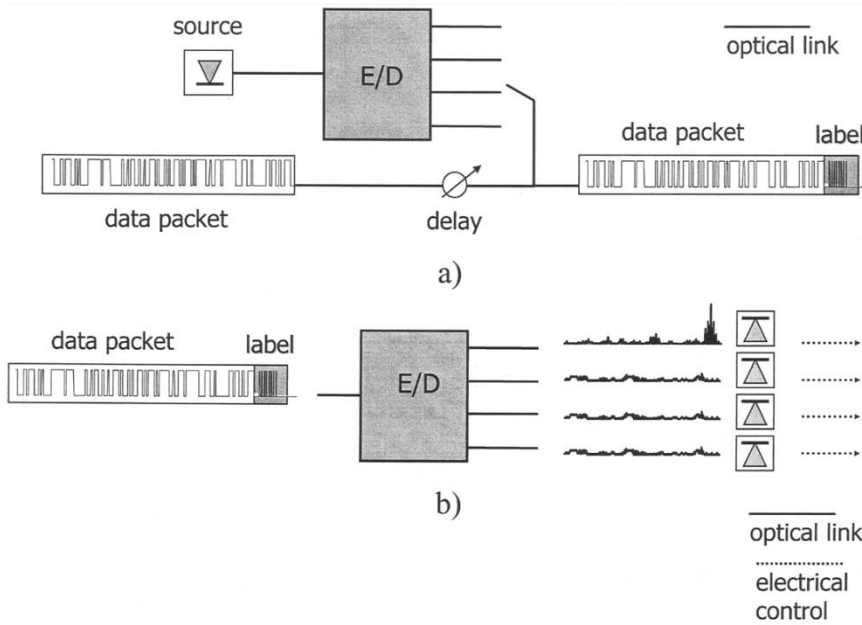 source
E/D
optical link
data packet
label
data packet
delay
a)
data packet
label
E/D
b)
optical link
electrical
control